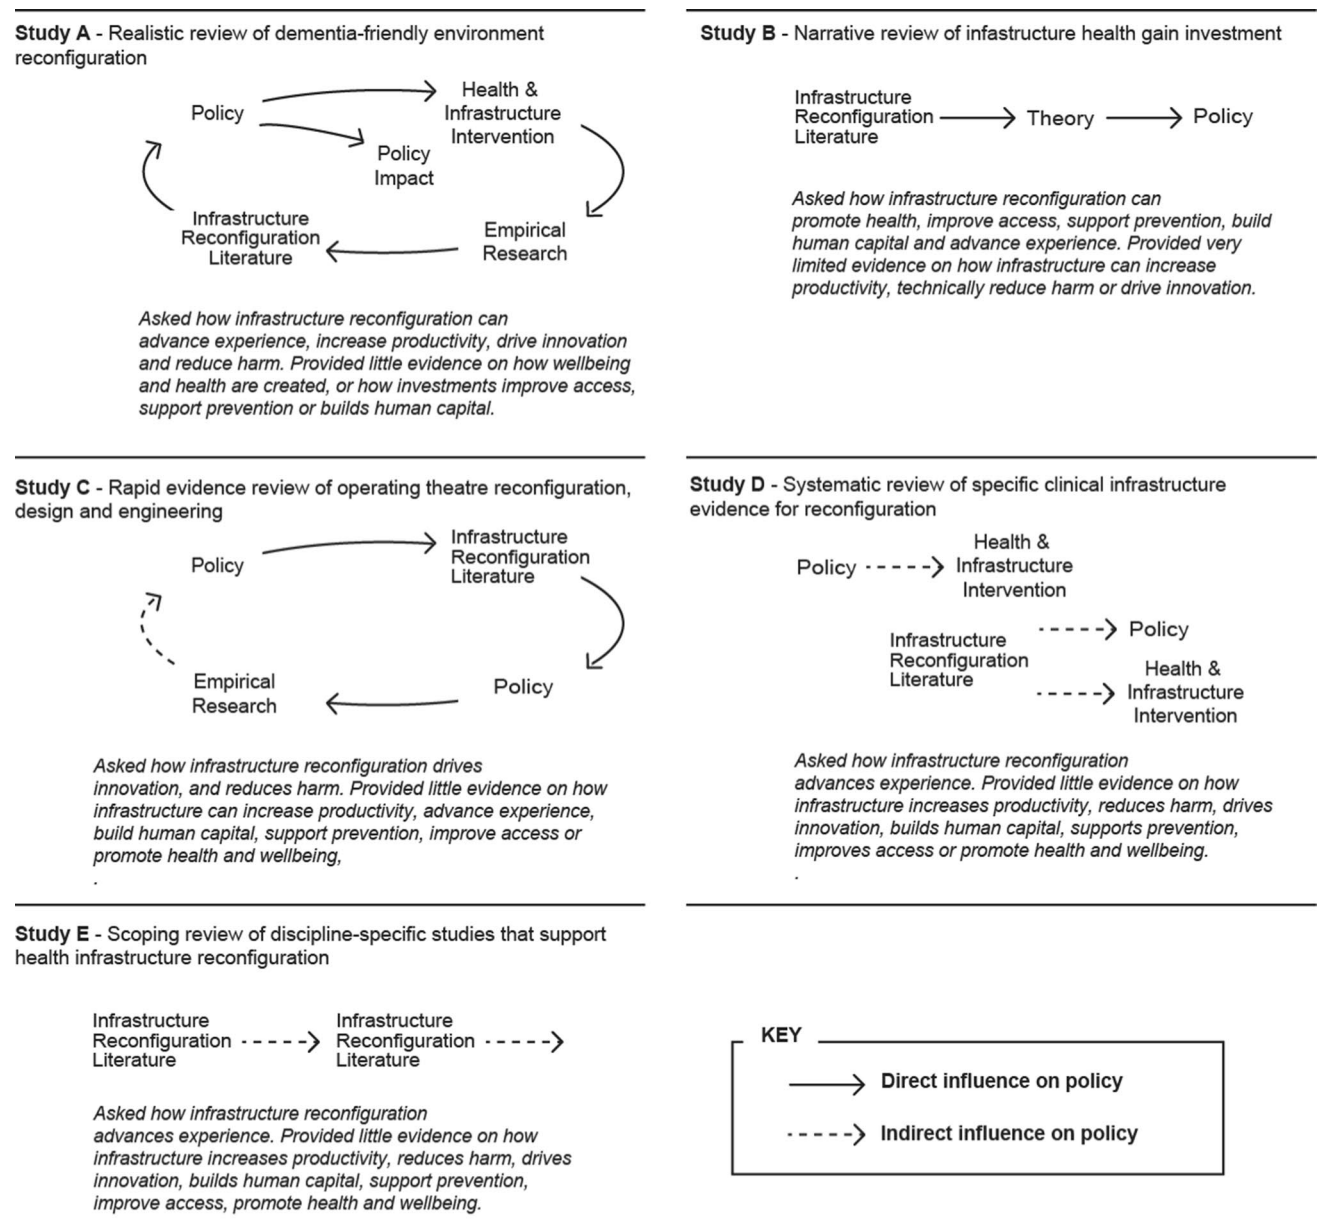 Study A - Realistic review of dementia-friendly environment
reconfiguration
Policy
Health &
Infrastructure
Intervention
Policy
Impact
Infrastructure
Reconfiguration
Literature
Empirical
Research
Asked how infrastructure reconfiguration can
advance experience, increase productivity, drive innovation
and reduce harm. Provided little evidence on how wellbeing
and health are created, or how investments improve access,
support prevention or builds human capital.
Study B - Narrative review of infastructure health gain investment
Infrastructure
Reconfiguration
Literature
Theory
Policy
Asked how infrastructure reconfiguration can
promote health, improve access, support prevention, build
human capital and advance experience. Provided very
limited evidence on how infrastructure can increase
productivity, technically reduce harm or drive innovation.
Study C - Rapid evidence review of operating theatre reconfiguration,
design and engineering
Policy
Infrastructure
Reconfiguration
Literature
Empirical
Research
Policy
Asked how infrastructure reconfiguration drives
innovation, and reduces harm. Provided little evidence on how
infrastructure can increase productivity, advance experience,
build human capital, support prevention, improve access or
promote health and wellbeing,
.
Study D - Systematic review of specific clinical infrastructure
evidence for reconfiguration
Policy
Health &
Infrastructure
Intervention
Infrastructure
Reconfiguration
Literature
Policy
Health &
Infrastructure
Intervention
Asked how infrastructure reconfiguration
advances experience. Provided little evidence on how
infrastructure increases productivity, reduces harm, drives
innovation, builds human capital, supports prevention,
improves access or promote health and wellbeing.
.
Study E - Scoping review of discipline-specific studies that support
health infrastructure reconfiguration
Infrastructure
Reconfiguration
Literature
Infrastructure
Reconfiguration
Literature
Asked how infrastructure reconfiguration
advances experience. Provided little evidence on how
infrastructure increases productivity, reduces harm, drives
innovation, builds human capital, support prevention,
improve access, promote health and wellbeing.
KEY
Direct influence on policy
Indirect influence on policy